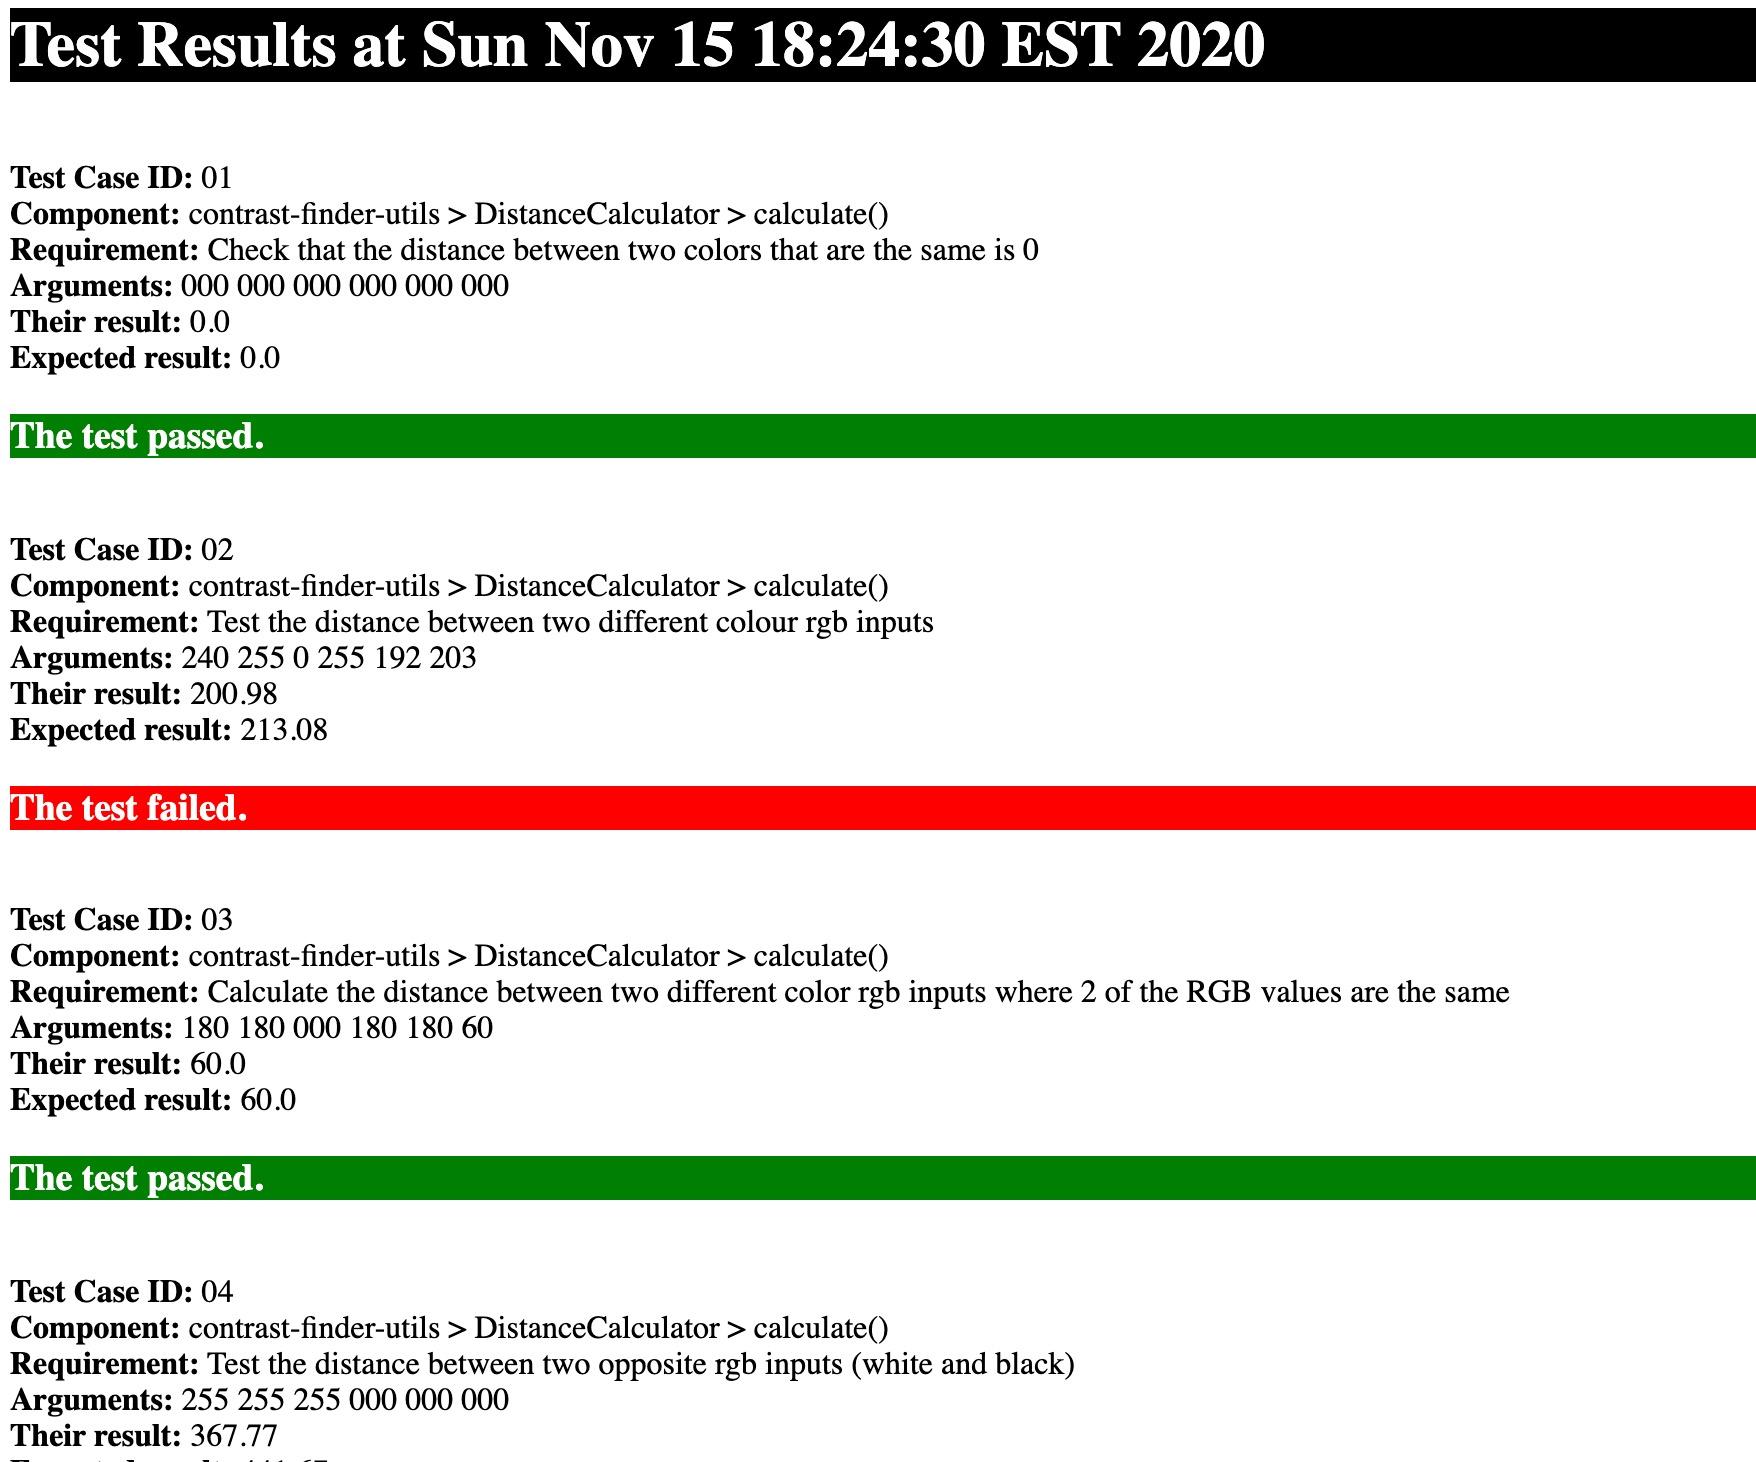 Test Results at Sun Nov 15 18:24:30 EST 2020
Test Case ID: 01
Component: contrast-finder-utils > DistanceCalculator > calculate()
Requirement: Check that the distance between two colors that are the same is 0
Arguments: 000 000 000 000 000 000
Their result: 0.0
Expected result: 0.0
The test passed.
Test Case ID: 02
Component: contrast-finder-utils > DistanceCalculator > calculate()
Requirement: Test the distance between two different colour rgb inputs
Arguments: 240 255 0 255 192 203
Their result: 200.98
Expected result: 213.08
The test failed.
Test Case ID: 03
Component: contrast-finder-utils > DistanceCalculator > calculate()
Requirement: Calculate the distance between two different color rgb inputs where 2 of the RGB values are the same
Arguments: 180 180 000 180 180 60
Their result: 60.0
Expected result: 60.0
The test passed.
Test Case ID: 04
Component: contrast-finder-utils > DistanceCalculator > calculate()
Requirement: Test the distance between two opposite rgb inputs (white and black)
Arguments: 255 255 255 000 000 000
Their result: 367.77